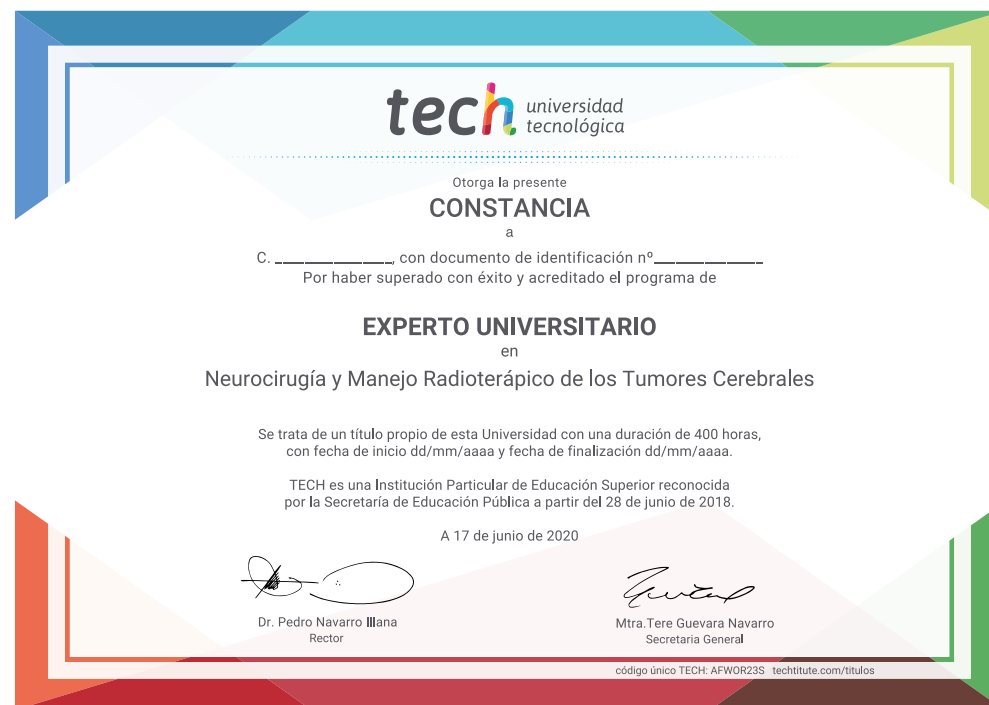 tech universidad
tecnológica
Otorga la presente
CONSTANCIA
a
C. ______________, con documento de identificación nº_____________
Por haber superado con éxito y acreditado el programa de
EXPERTO UNIVERSITARIO
en
Neurocirugía y Manejo Radioterápico de los Tumores Cerebrales
Se trata de un título propio de esta Universidad con una duración de 400 horas,
con fecha de inicio dd/mm/aaaa y fecha de finalización dd/mm/aaaa.
TECH es una Institución Particular de Educación Superior reconocida
por la Secretaría de Educación Pública a partir del 28 de junio de 2018.
A 17 de junio de 2020
Dr. Pedro Navarro Illana
Rector
Mtra.Tere Guevara Navarro
Secretaria General
código único TECH: AFWOR23S techtitute.com/titulos